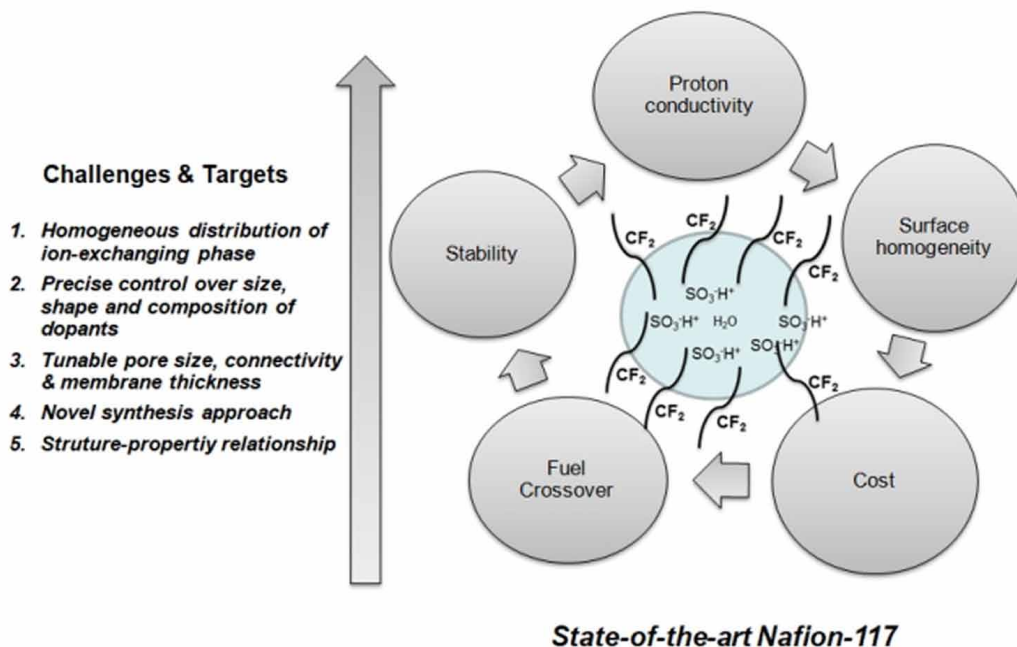 Challenges & Targets
1. Homogeneous distribution of
ion-exchanging phase
2. Precise control over size,
shape and composition of
dopants
3. Tunable pore size, connectivity
& membrane thickness
4. Novel synthesis approach
5. Struture-propertiy relationship
Proton
conductivity
Surface
homogeneity
Stability
Fuel
Crossover
Cost
CF₂
CF₂
CF₂
CF₂
SO₃⁻H⁺
SO₃⁻H⁺
H₂O
SO₃⁻H⁺
SO₃⁻H⁺
SO₃⁻H⁺
CF₂
CF₂
CF₂
CF₂
State-of-the-art Nafion-117